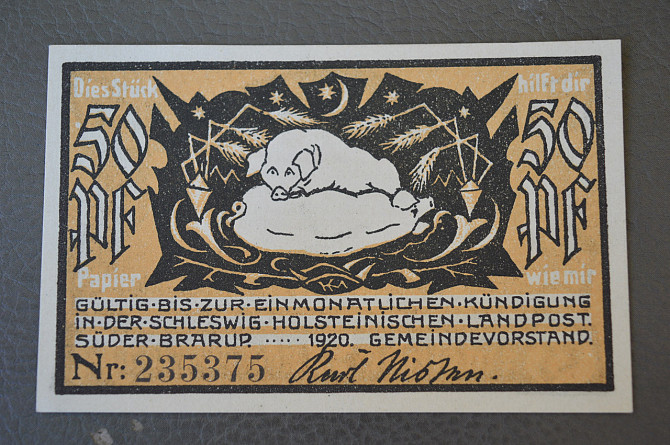 Dies Stück hilft dir
50 50
PF PF
Papier wie mir
GÜLTIG·BIS·ZUR·EINMONATLICHEN·KÜNDIGUNG
IN·DER·SCHLESWIG·HOLSTEINISCHEN·LANDPOST.
SÜDER·BRARUP. ····· 1920. GEMEINDEVORSTAND.
Nr: 235375